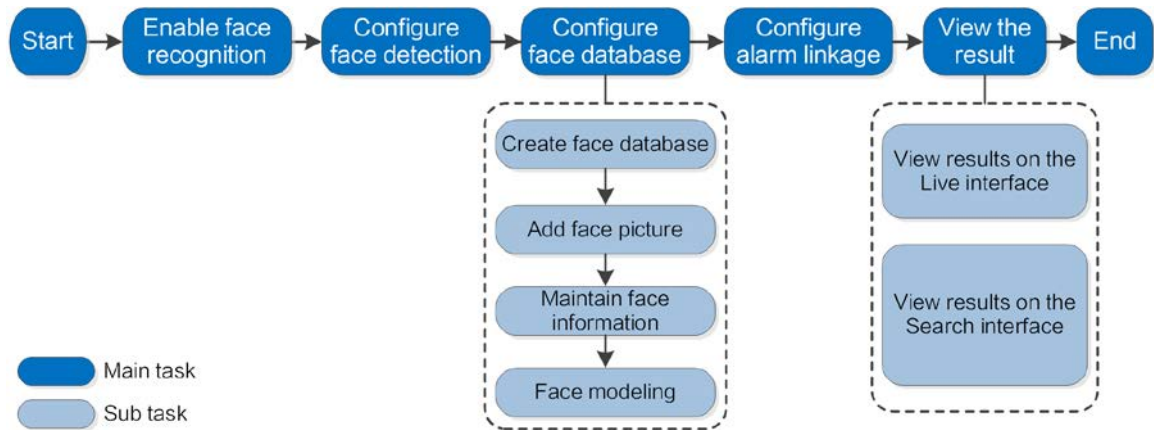 Start
Enable face
recognition
Configure
face detection
Configure
face database
Configure
alarm linkage
View the
result
End
Create face database
Add face picture
Maintain face
information
Face modeling
View results on the
Live interface
View results on the
Search interface
Main task
Sub task